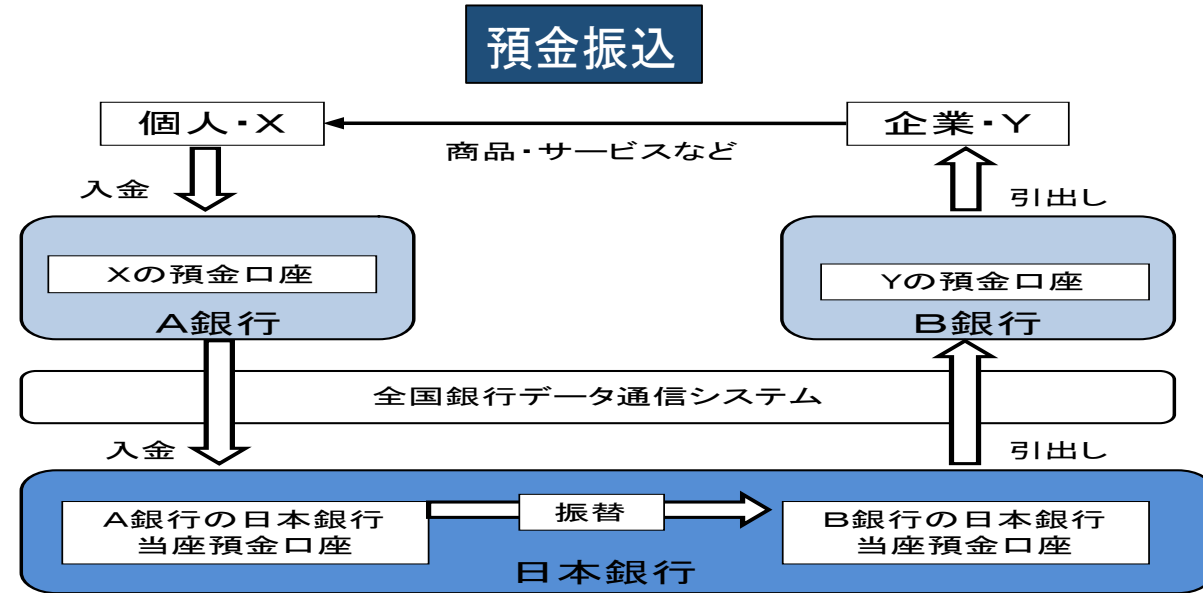 預金振込
個人・X
企業・Y
商品・サービスなど
入金
引出し
Xの預金口座
Yの預金口座
A銀行
B銀行
全国銀行データ通信システム
入金
引出し
A銀行の日本銀行
当座預金口座
振替
B銀行の日本銀行
当座預金口座
日本銀行